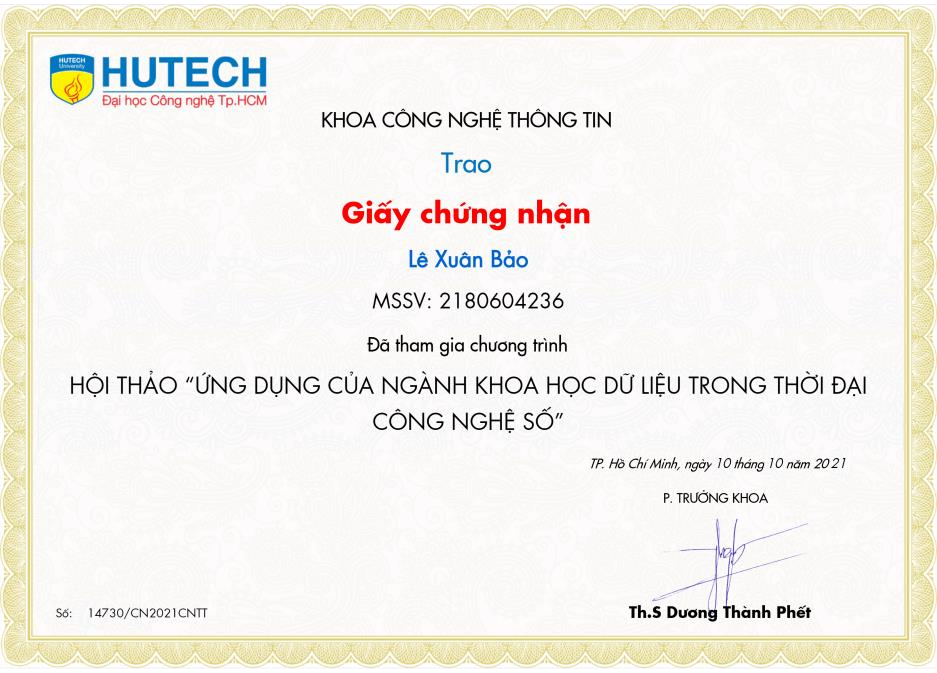 HUTECH
University
HUTECH
Đại học Công nghệ Tp.HCM
KHOA CÔNG NGHỆ THÔNG TIN
Trao
Giấy chứng nhận
Lê Xuân Bảo
MSSV: 2180604236
Đã tham gia chương trình
HỘI THẢO “ỨNG DỤNG CỦA NGÀNH KHOA HỌC DỮ LIỆU TRONG THỜI ĐẠI
CÔNG NGHỆ SỐ”
TP. Hồ Chí Minh, ngày 10 tháng 10 năm 2021
P. TRƯỞNG KHOA
Th.S Dương Thành Phết
Số: 14730/CN2021CNTT